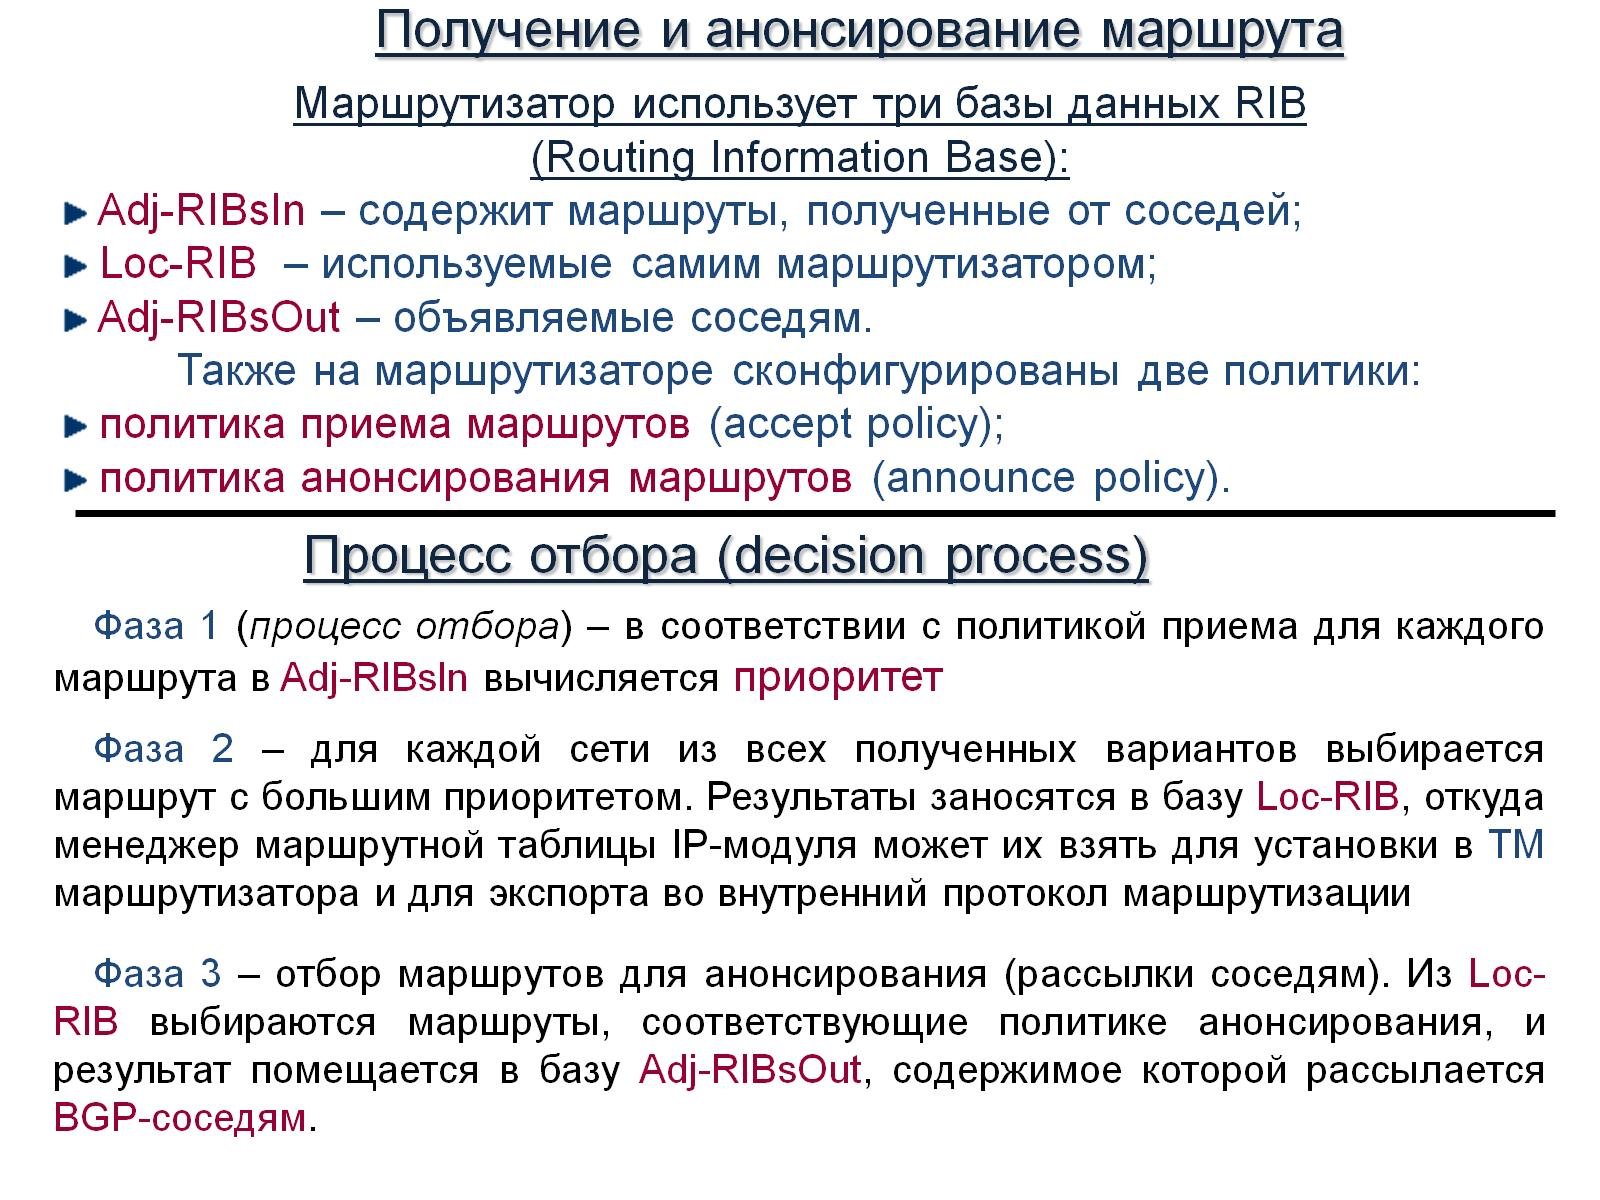 Получение и анонсирование маршрута
Маршрутизатор использует три базы данных RIB
(Routing Information Base):
Adj-RIBsIn – содержит маршруты, полученные от соседей;
Loc-RIB – используемые самим маршрутизатором;
Adj-RIBsOut – объявляемые соседям.
Также на маршрутизаторе сконфигурированы две политики:
политика приема маршрутов (accept policy);
политика анонсирования маршрутов (announce policy).
Процесс отбора (decision process)
Фаза 1 (процесс отбора) – в соответствии с политикой приема для каждого
маршрута в Adj-RIBsIn вычисляется приоритет
Фаза 2 – для каждой сети из всех полученных вариантов выбирается
маршрут с большим приоритетом. Результаты заносятся в базу Loc-RIB, откуда
менеджер маршрутной таблицы IP-модуля может их взять для установки в ТМ
маршрутизатора и для экспорта во внутренний протокол маршрутизации
Фаза 3 – отбор маршрутов для анонсирования (рассылки соседям). Из Loc-
RIB выбираются маршруты, соответствующие политике анонсирования, и
результат помещается в базу Adj-RIBsOut, содержимое которой рассылается
BGP-соседям.